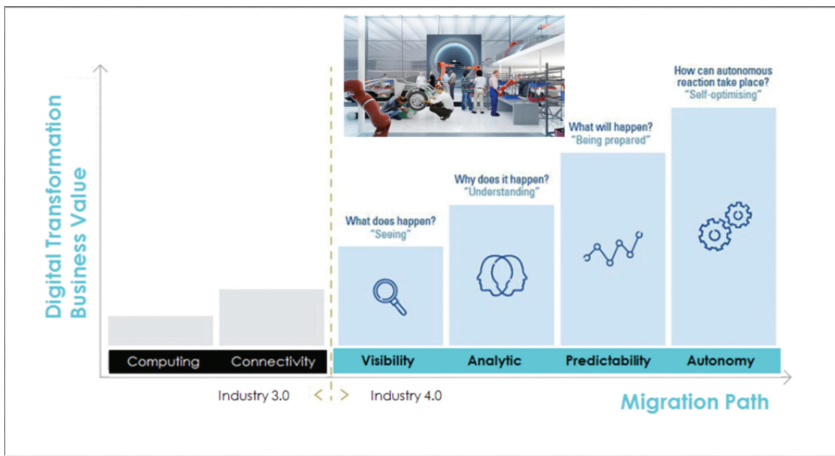 How can autonomous
reaction take place?
"Self-optimising"
What will happen?
"Being prepared"
Why does it happen?
"Understanding"
What does happen?
"Seeing"
Digital Transformation
Business Value
Computing
Connectivity
Visibility
Analytic
Predictability
Autonomy
Industry 3.0
< >
Industry 4.0
Migration Path